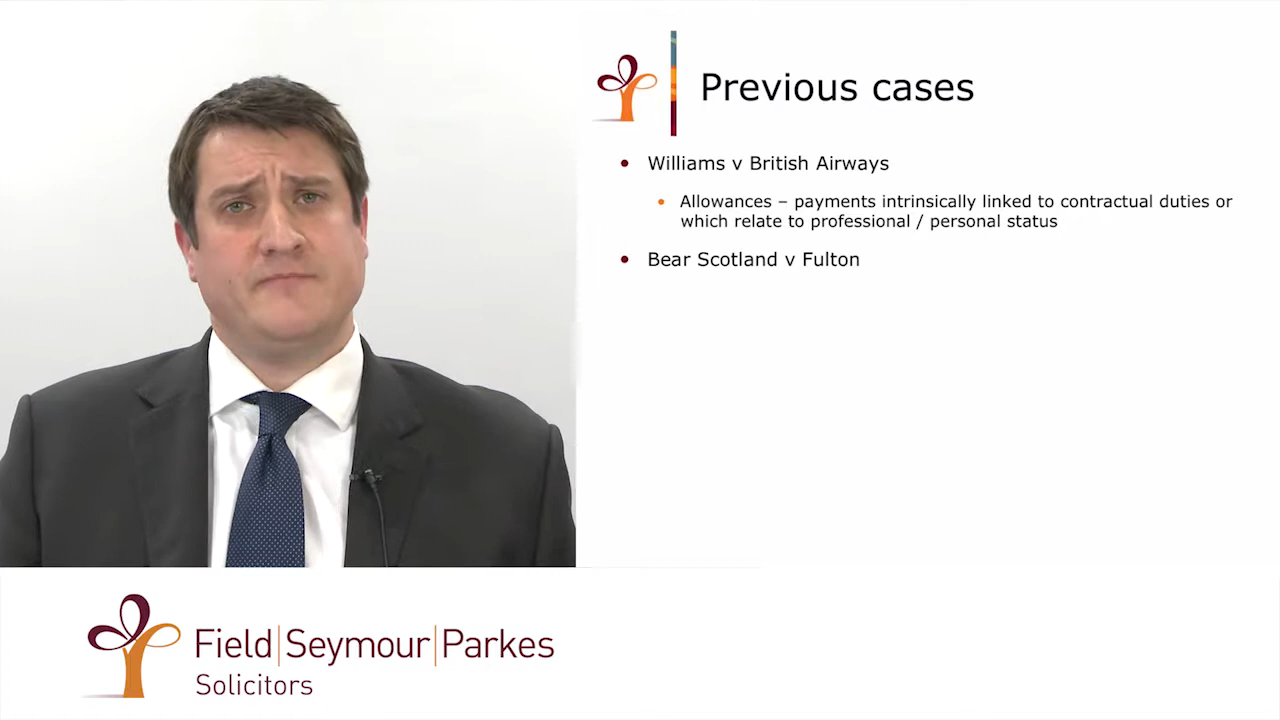 Previous cases
• Williams v British Airways
• Allowances – payments intrinsically linked to contractual duties or
which relate to professional / personal status
• Bear Scotland v Fulton
Field|Seymour|Parkes
Solicitors